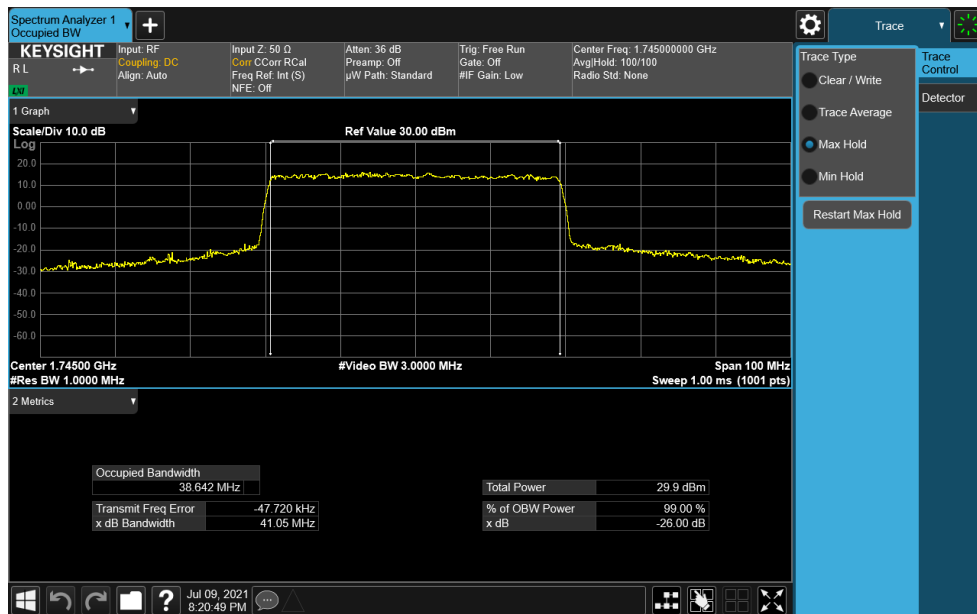 Spectrum Analyzer 1
Occupied BW
Trace
KEYSIGHT
R L
LXI
Input: RF
Coupling: DC
Align: Auto
Input Z: 50 Ω
Corr CCorr RCal
Freq Ref: Int (S)
NFE: Off
Atten: 36 dB
Preamp: Off
µW Path: Standard
Trig: Free Run
Gate: Off
#IF Gain: Low
Center Freq: 1.745000000 GHz
Avg|Hold: 100/100
Radio Std: None
Trace Type
Clear / Write
Trace Average
Max Hold
Min Hold
Restart Max Hold
Trace
Control
Detector
1 Graph
Scale/Div 10.0 dB
Ref Value 30.00 dBm
Log
20.0
10.0
0.00
-10.0
-20.0
-30.0
-40.0
-50.0
-60.0
Center 1.74500 GHz
#Video BW 3.0000 MHz
Span 100 MHz
#Res BW 1.0000 MHz
Sweep 1.00 ms (1001 pts)
2 Metrics
Occupied Bandwidth
38.642 MHz
Total Power 29.9 dBm
Transmit Freq Error -47.720 kHz
% of OBW Power 99.00 %
x dB Bandwidth 41.05 MHz
x dB -26.00 dB
?
Jul 09, 2021
8:20:49 PM